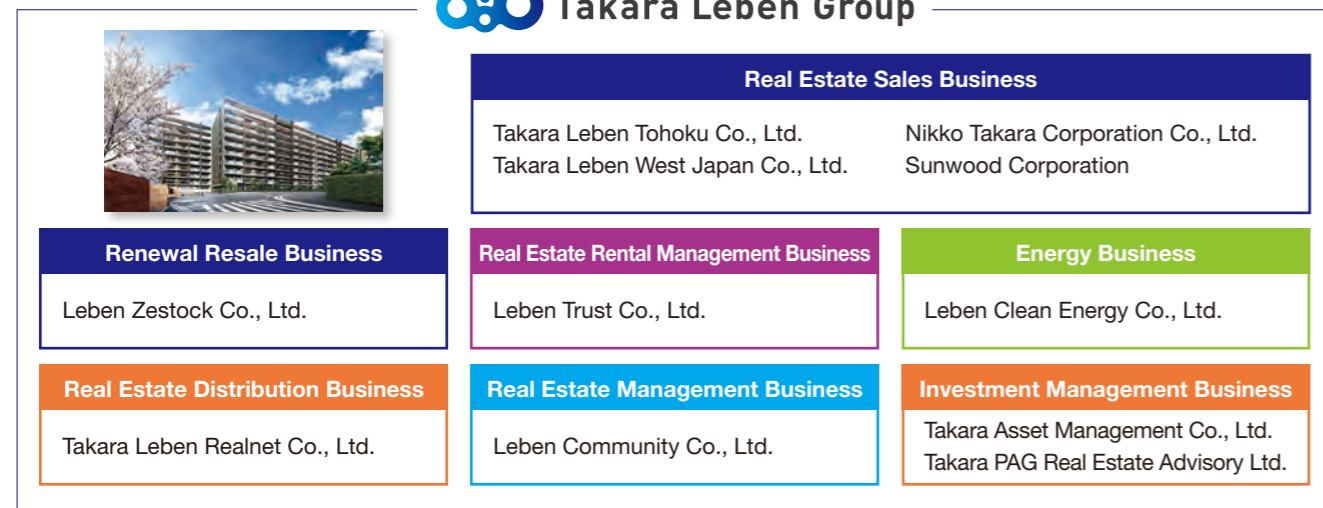 Takara Leben Group
Real Estate Sales Business
Takara Leben Tohoku Co., Ltd.
Takara Leben West Japan Co., Ltd.
Nikko Takara Corporation Co., Ltd.
Sunwood Corporation
Renewal Resale Business
Leben Zestock Co., Ltd.
Real Estate Rental Management Business
Leben Trust Co., Ltd.
Energy Business
Leben Clean Energy Co., Ltd.
Real Estate Distribution Business
Takara Leben Realnet Co., Ltd.
Real Estate Management Business
Leben Community Co., Ltd.
Investment Management Business
Takara Asset Management Co., Ltd.
Takara PAG Real Estate Advisory Ltd.